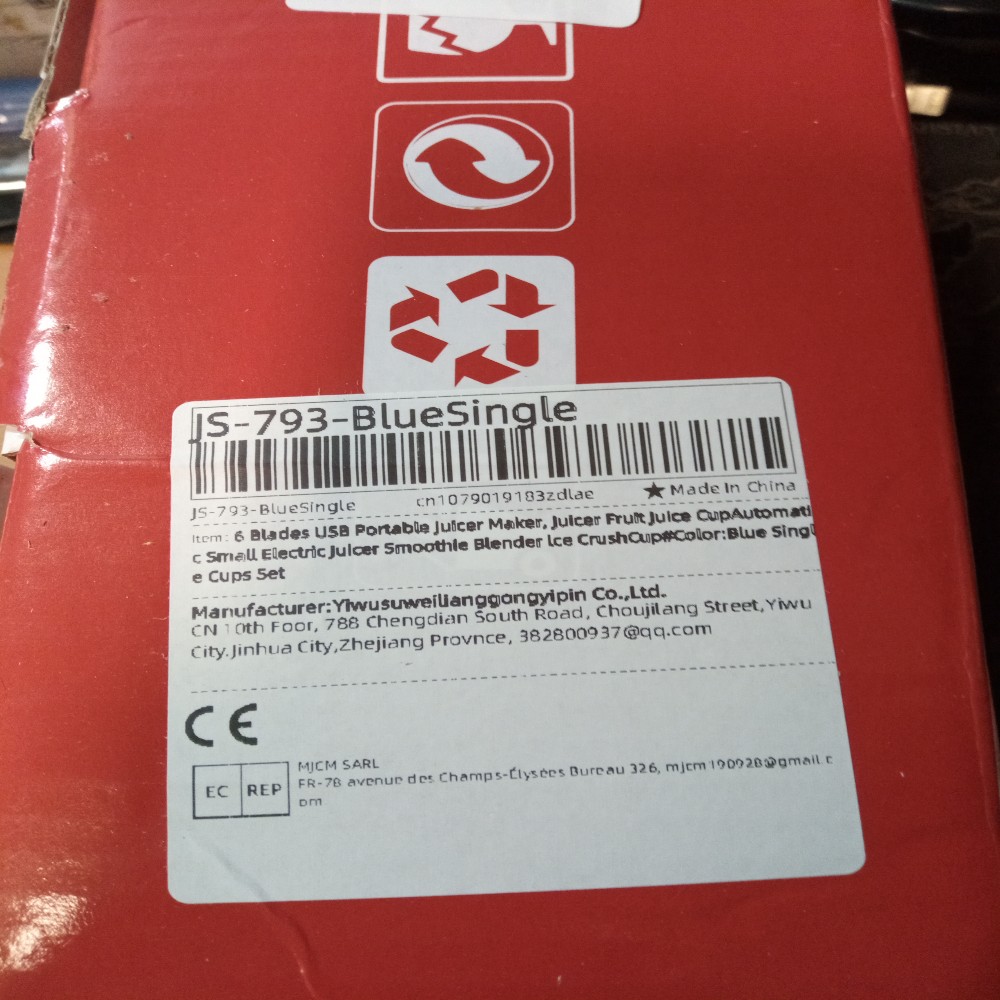 JS-793-BlueSingle
JS-793-BlueSingle cn1079019183zdlae ★ Made In China
Item: 6 Blades USB Portable Juicer Maker, Juicer Fruit Juice CupAutomati
c Small Electric Juicer Smoothie Blender Ice CrushCup#Color:Blue Singl
e Cups Set
Manufacturer:Yiwusuweilianggongyipin Co.,Ltd.
CN 10th Foor, 788 Chengdian South Road, Choujilang Street,Yiwu
City.Jinhua City,Zhejiang Provnce, 382800937@qq.com
CE
EC REP
MJCM SARL
FR-78 avenue des Champs-Élysées Bureau 326, mjcm190928@gmail.c
om